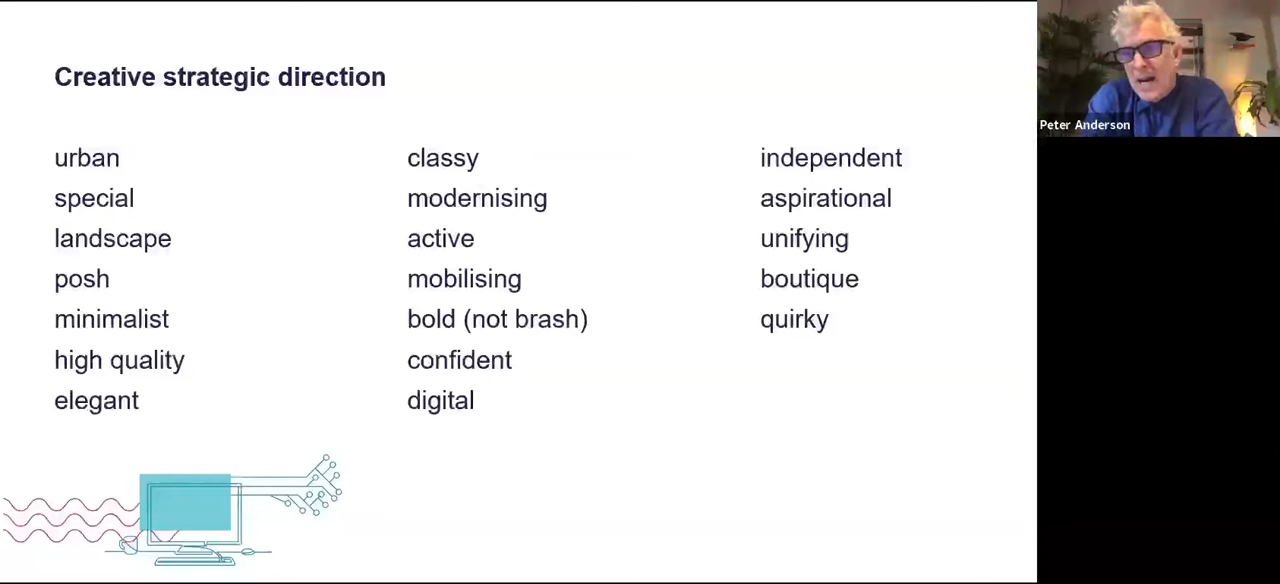 Creative strategic direction
urban
special
landscape
posh
minimalist
high quality
elegant
classy
modernising
active
mobilising
bold (not brash)
confident
digital
independent
aspirational
unifying
boutique
quirky
Peter Anderson